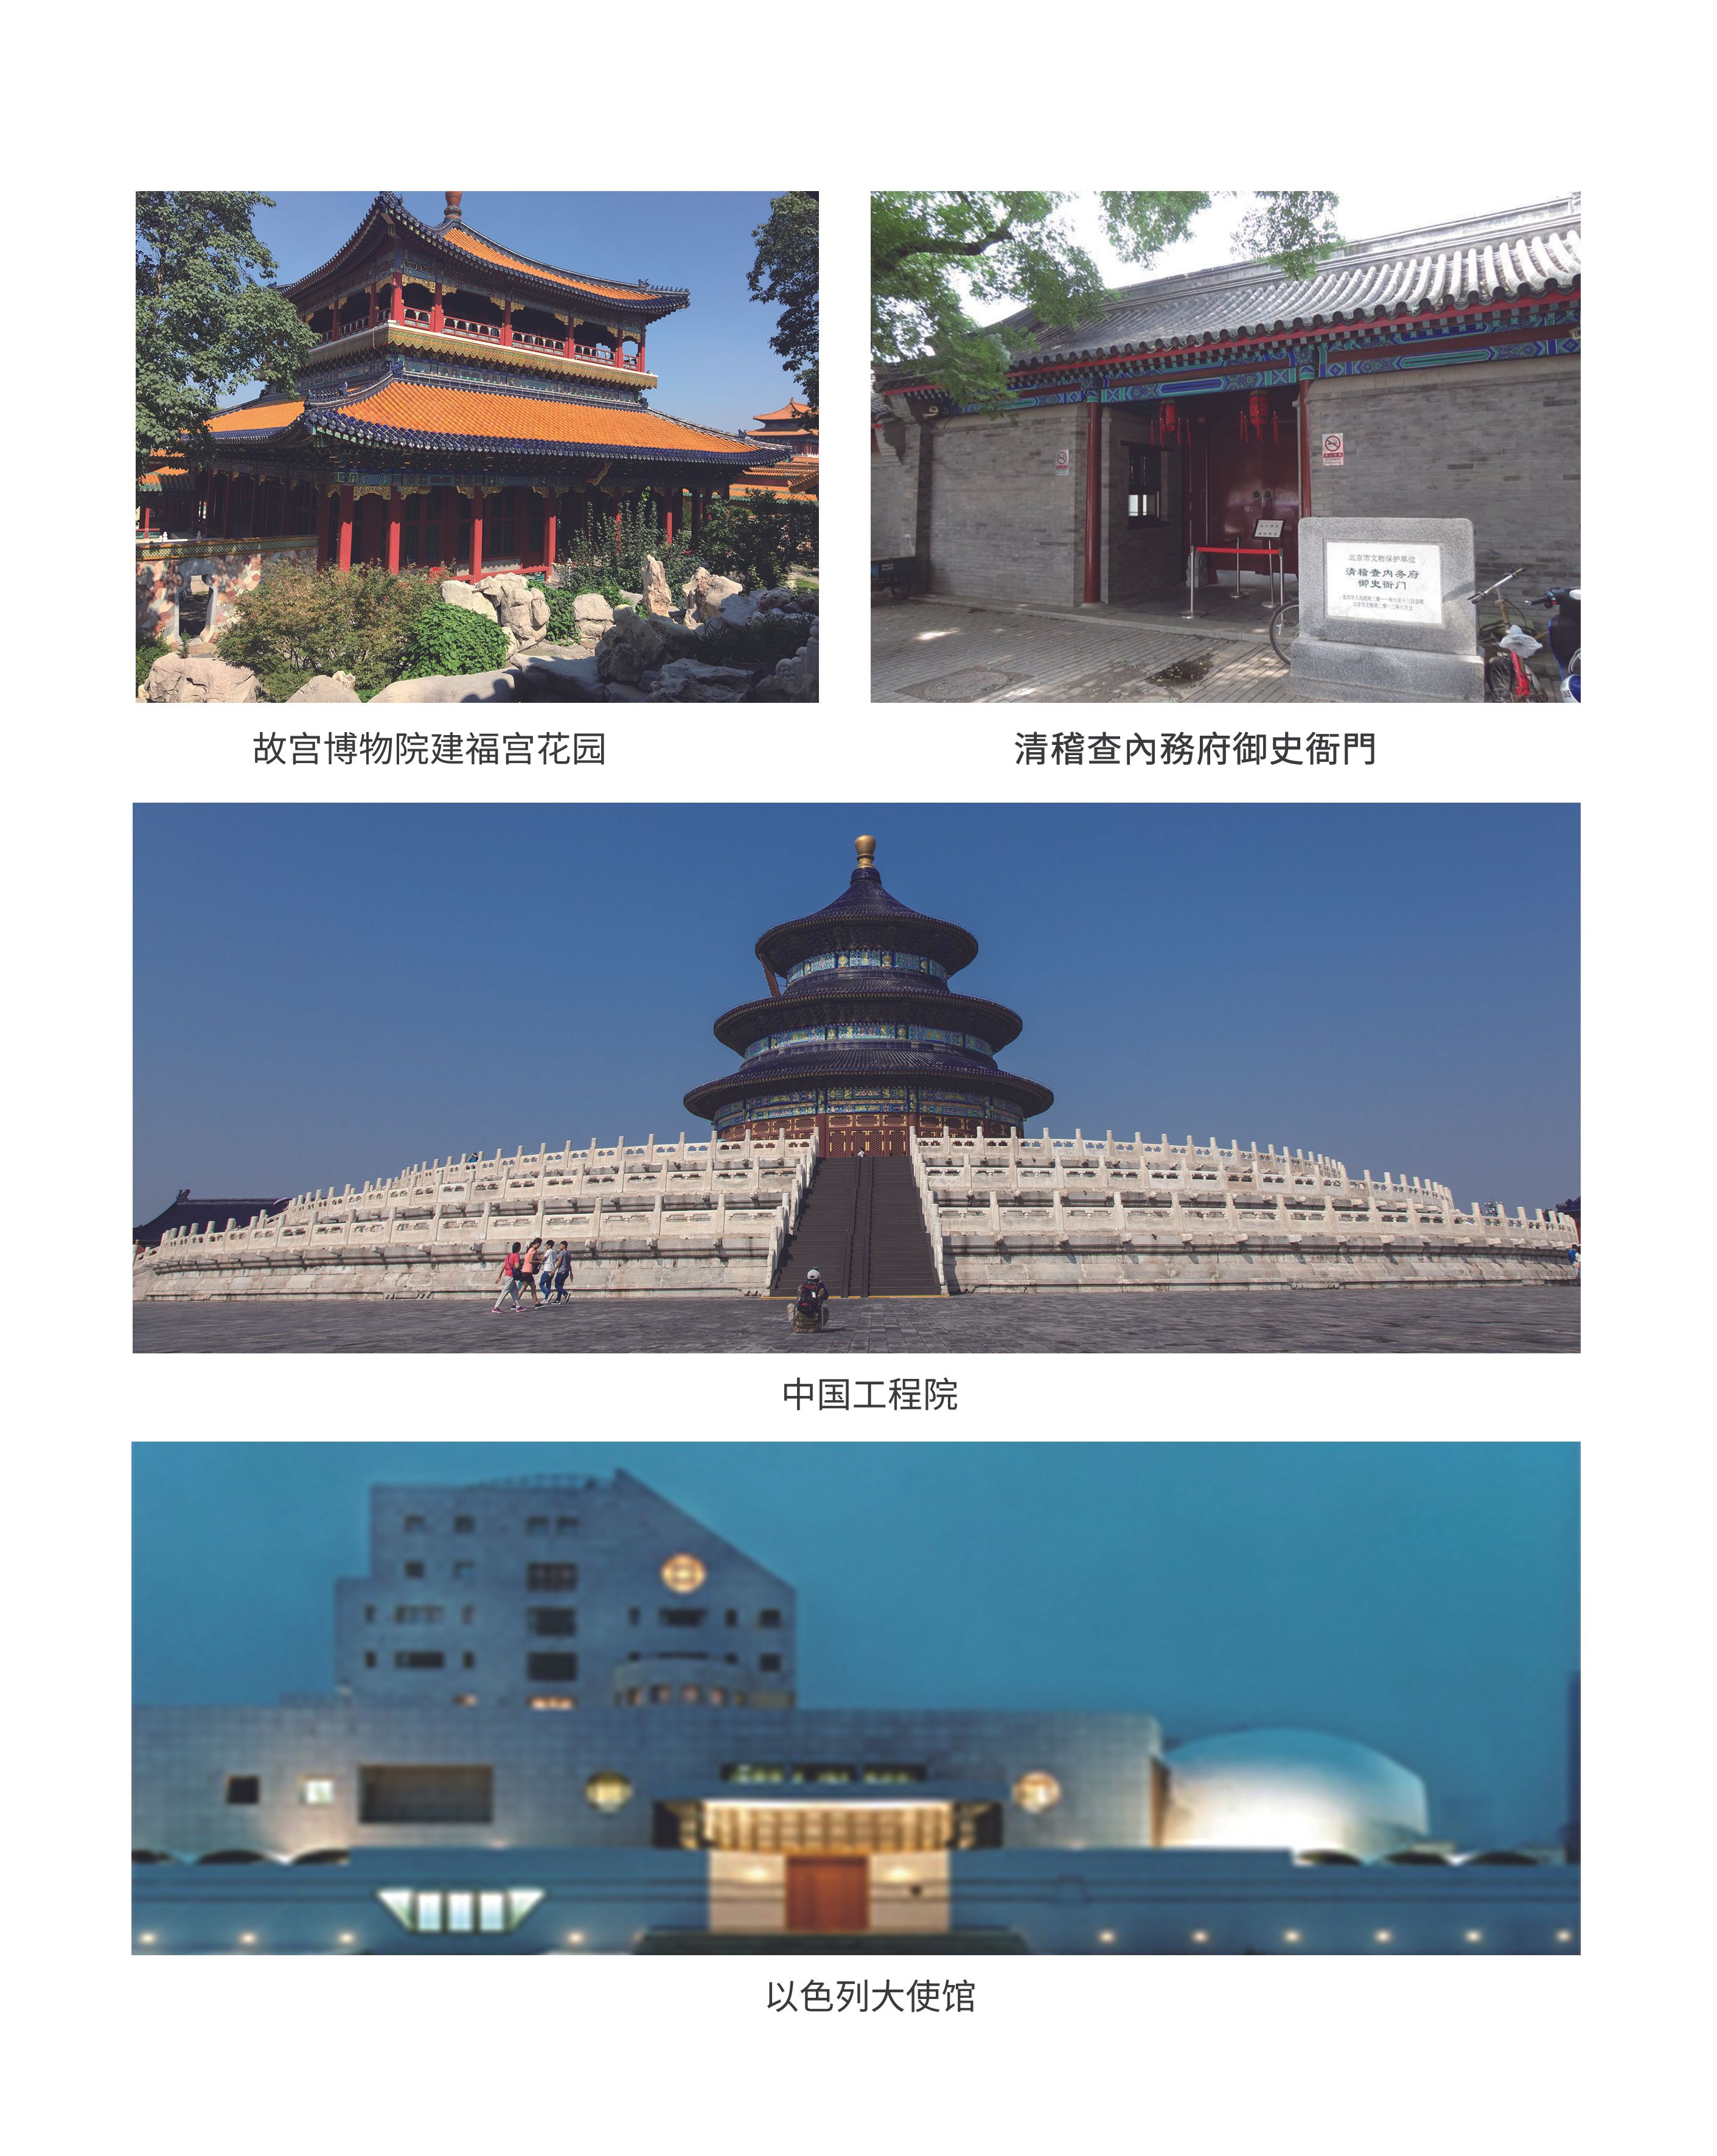 北京市文物保护单位
清稽查内务府
御史衙门
故宫博物院建福宫花园
清稽查內務府御史衙門
中国工程院
以色列大使馆